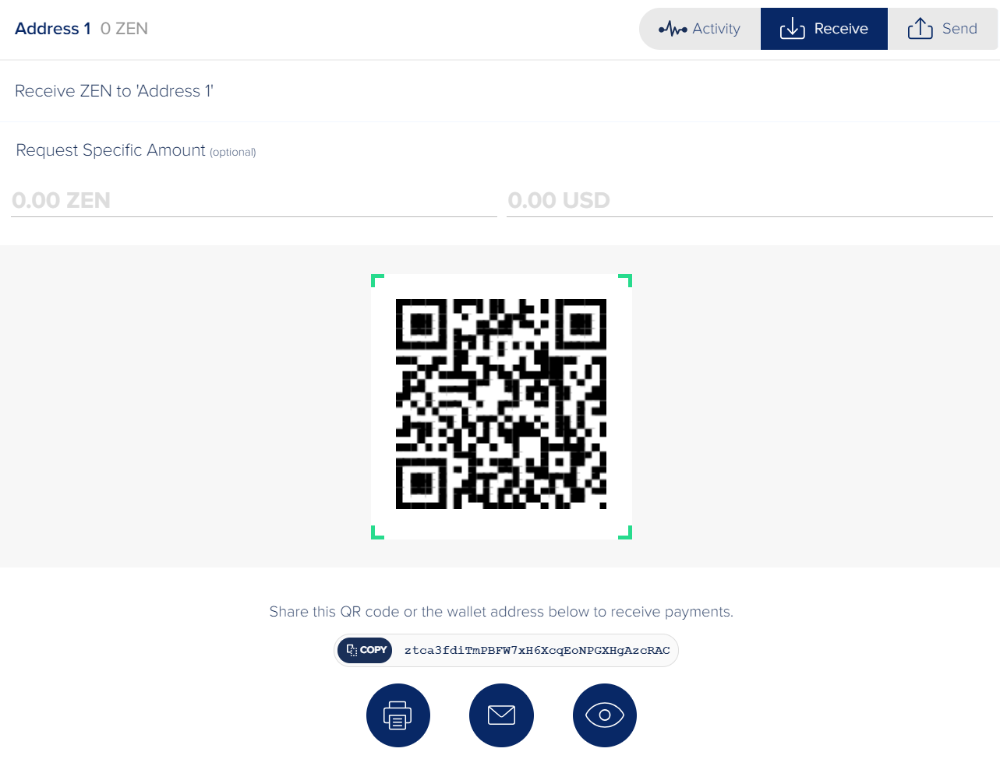 Address 1 0 ZEN Activity Receive Send
Receive ZEN to 'Address 1'
Request Specific Amount (optional)
0.00 ZEN 0.00 USD
Share this QR code or the wallet address below to receive payments.
COPY ztca3fdiTmPBFW7xH6XcqEoNPGXHgAzcRAC